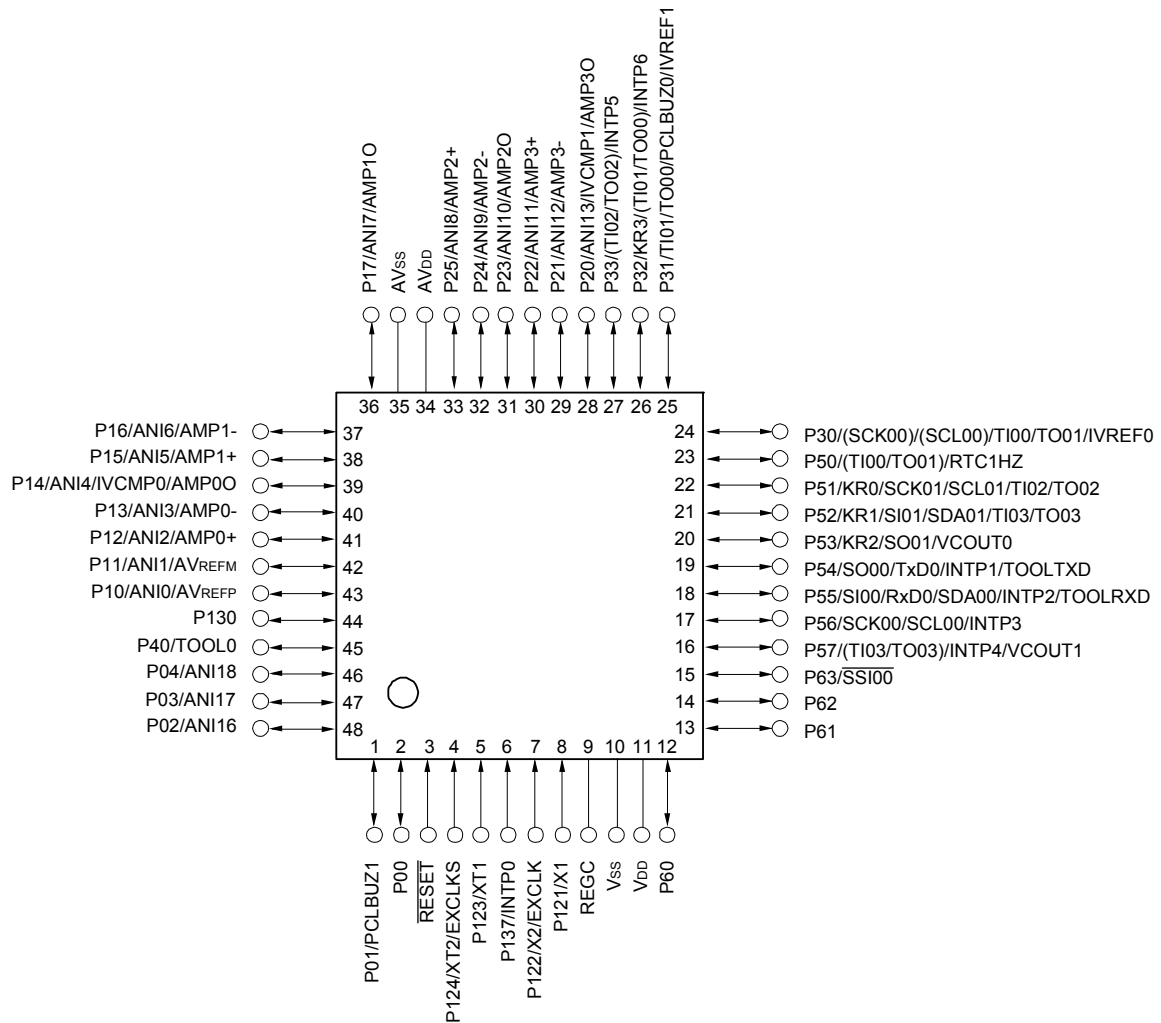 P17/ANI7/AMP1O
AVSS
AVDD
P25/ANI8/AMP2+
P24/ANI9/AMP2-
P23/ANI10/AMP2O
P22/ANI11/AMP3+
P21/ANI12/AMP3-
P20/ANI13/IVCMP1/AMP3O
P33/(TI02/TO02)/INTP5
P32/KR3/(TI01/TO00)/INTP6
P31/TI01/TO00/PCLBUZ0/IVREF1
36 35 34 33 32 31 30 29 28 27 26 25
P16/ANI6/AMP1- 37
P15/ANI5/AMP1+ 38
P14/ANI4/IVCMP0/AMP0O 39
P13/ANI3/AMP0- 40
P12/ANI2/AMP0+ 41
P11/ANI1/AVREFM 42
P10/ANI0/AVREFP 43
P130 44
P40/TOOL0 45
P04/ANI18 46
P03/ANI17 47
P02/ANI16 48
24 P30/(SCK00)/(SCL00)/TI00/TO01/IVREF0
23 P50/(TI00/TO01)/RTC1HZ
22 P51/KR0/SCK01/SCL01/TI02/TO02
21 P52/KR1/SI01/SDA01/TI03/TO03
20 P53/KR2/SO01/VCOUT0
19 P54/SO00/TxD0/INTP1/TOOLTXD
18 P55/SI00/RxD0/SDA00/INTP2/TOOLRXD
17 P56/SCK00/SCL00/INTP3
16 P57/(TI03/TO03)/INTP4/VCOUT1
15 P63/SSI00
14 P62
13 P61
1 2 3 4 5 6 7 8 9 10 11 12
P01/PCLBUZ1
P00
RESET
P124/XT2/EXCLKS
P123/XT1
P137/INTP0
P122/X2/EXCLK
P121/X1
REGC
VSS
VDD
P60